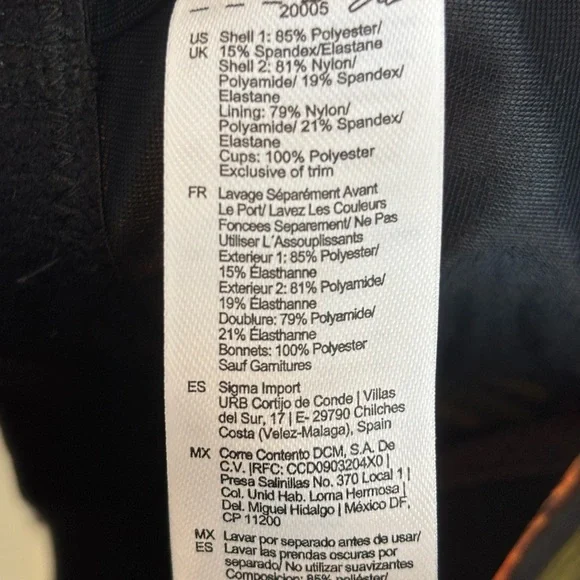 20005
US Shell 1: 85% Polyester/
UK 15% Spandex/Elastane
Shell 2: 81% Nylon/
Polyamide/ 19% Spandex/
Elastane
Lining: 79% Nylon/
Polyamide/ 21% Spandex/
Elastane
Cups: 100% Polyester
Exclusive of trim
FR Lavage Séparément Avant
Le Port/ Lavez Les Couleurs
Foncees Separement/ Ne Pas
Utiliser L'Assouplissants
Exterieur 1: 85% Polyester/
15% Élasthanne
Exterieur 2: 81% Polyamide/
19% Élasthanne
Doublure: 79% Polyamide/
21% Élasthanne
Bonnets: 100% Polyester
Sauf Garnitures
ES Sigma Import
URB Cortijo de Conde | Villas
del Sur, 17 | E- 29790 Chilches
Costa (Velez-Malaga), Spain
MX Corre Contento DCM, S.A. De
C.V. |RFC: CCD0903204X0 |
Presa Salinillas No. 370 Local 1 |
Col. Unid Hab. Loma Hermosa |
Del. Miguel Hidalgo | México DF,
CP 11200
MX Lavar por separado antes de usar/
ES Lavar las prendas oscuras por
separado/ No utilizar suavizantes
Composicion: 85% poliéster/